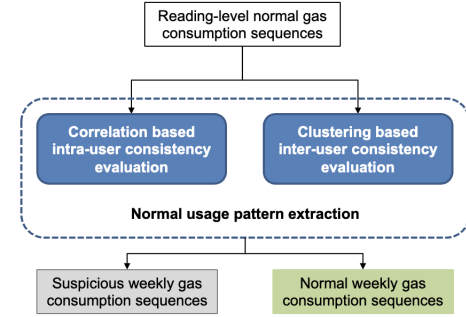 Reading-level normal gas
consumption sequences
Correlation based
intra-user consistency
evaluation
Clustering based
inter-user consistency
evaluation
Normal usage pattern extraction
Suspicious weekly gas
consumption sequences
Normal weekly gas
consumption sequences